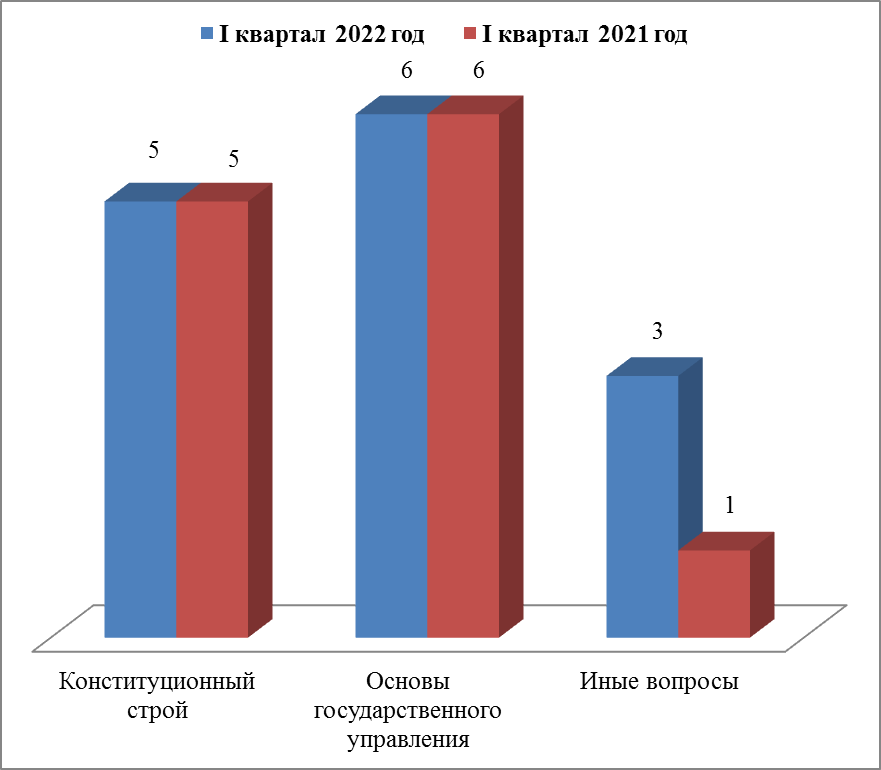 I квартал 2022 год I квартал 2021 год
6 6
5 5
3
1
Конституционный
строй
Основы
государственного
управления
Иные вопросы